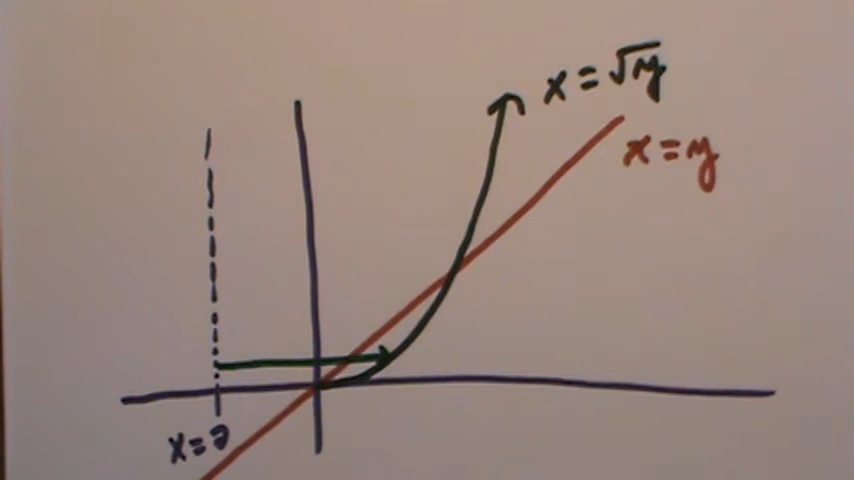 x = √y
x = y
x = 2